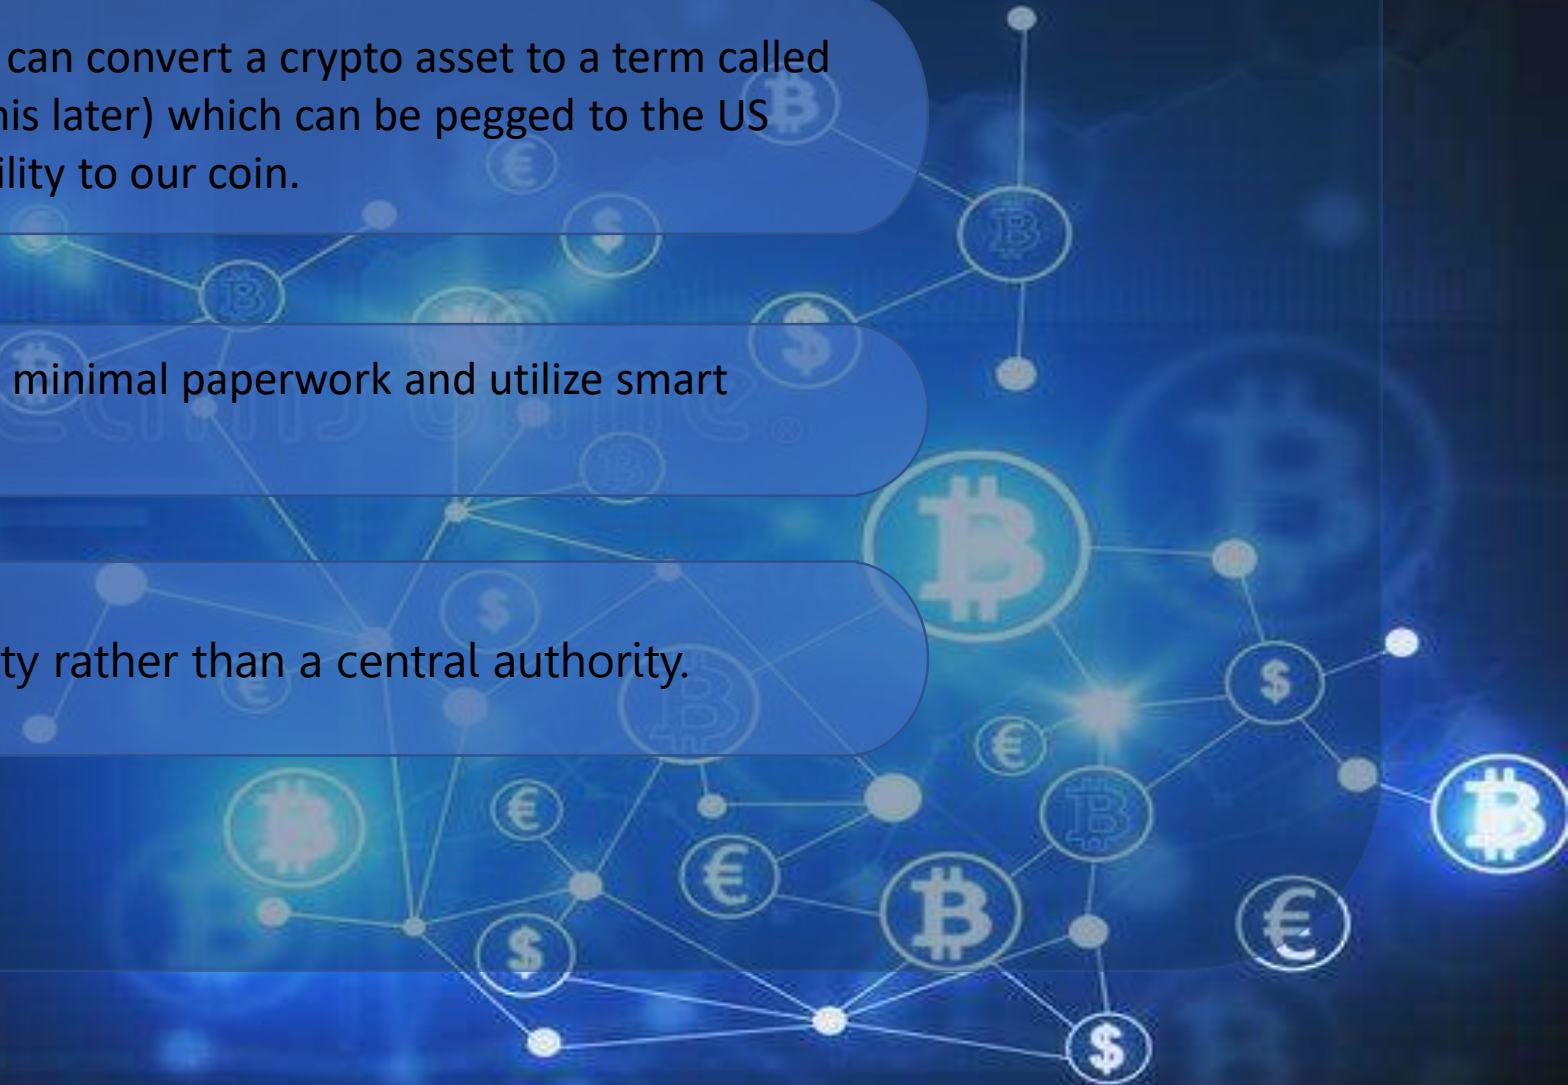 can convert a crypto asset to a term called
his later) which can be pegged to the US
ility to our coin.
minimal paperwork and utilize smart
ty rather than a central authority.